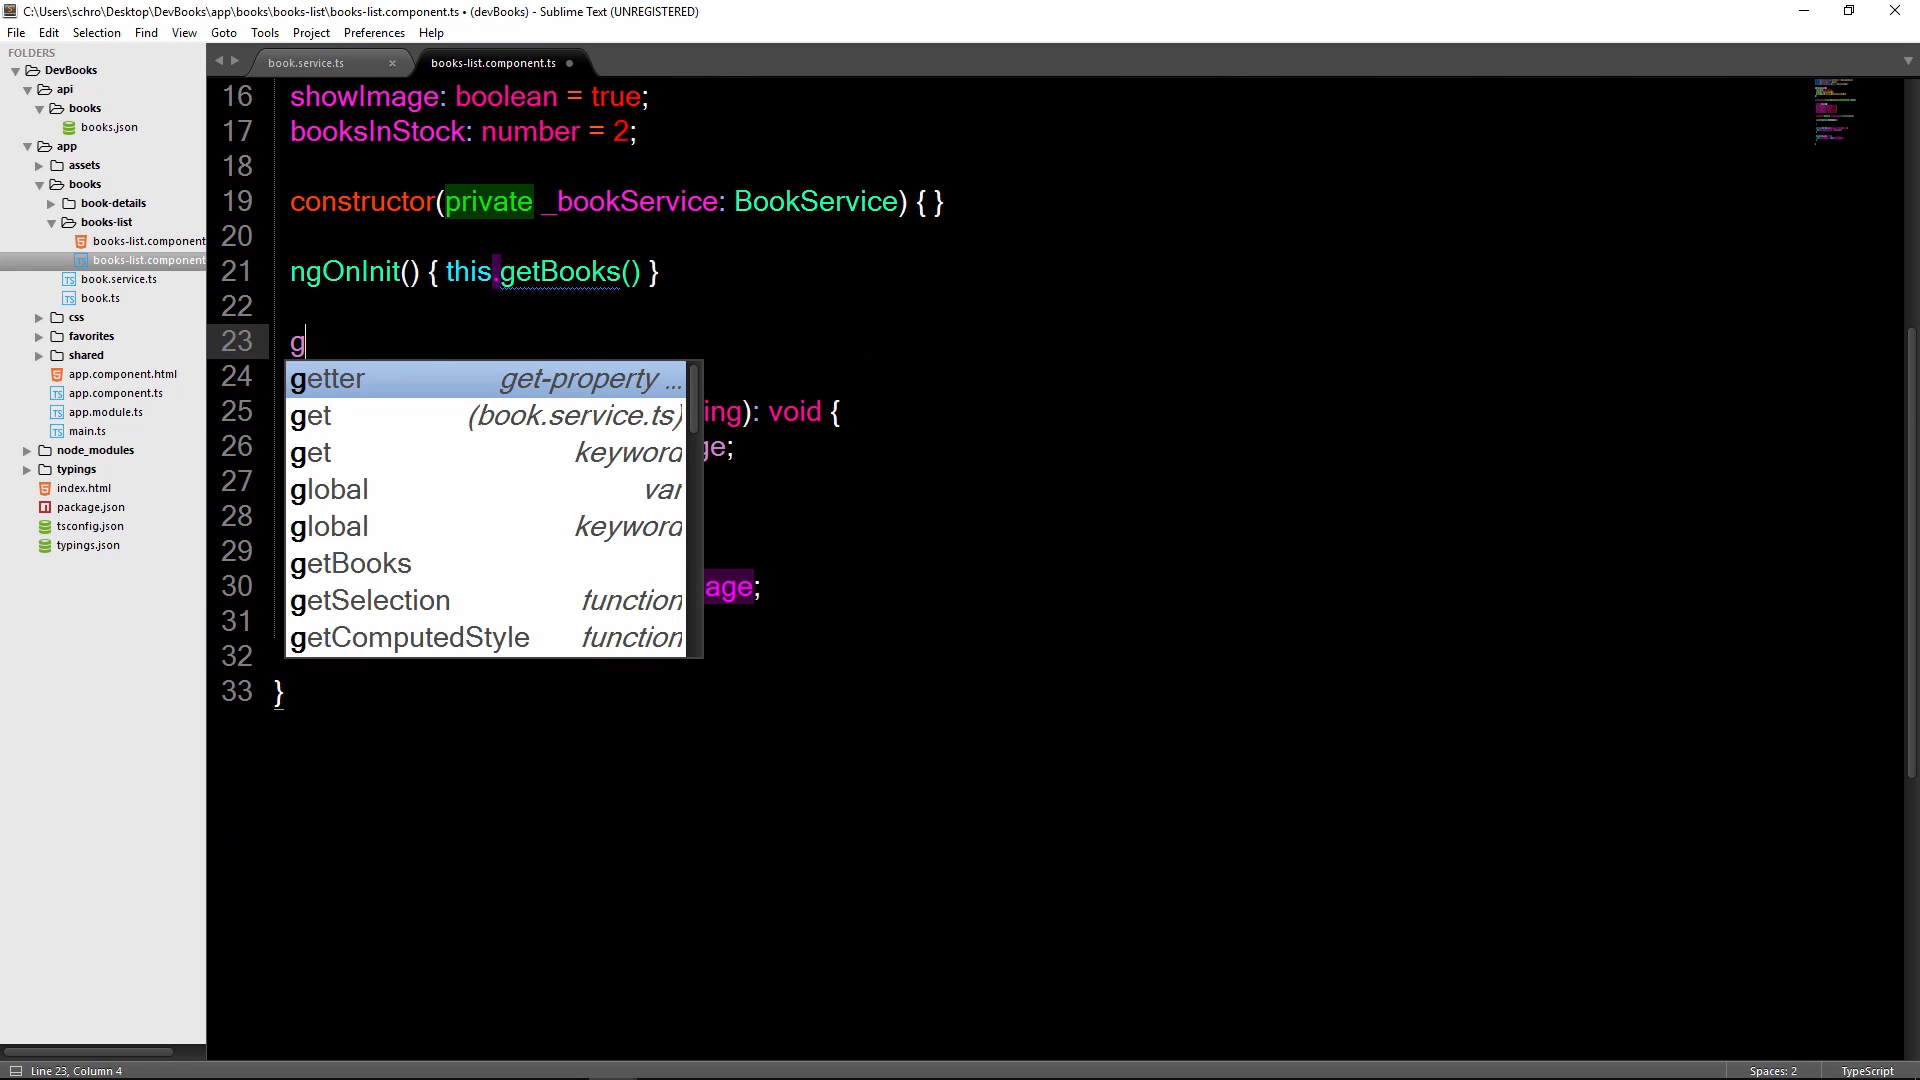 C:\Users\schro\Desktop\DevBooks\app\books\books-list\books-list.component.ts • (devBooks) - Sublime Text (UNREGISTERED)
File Edit Selection Find View Goto Tools Project Preferences Help
FOLDERS
DevBooks
api
books
books.json
app
assets
books
book-details
books-list
books-list.component
books-list.component
book.service.ts
book.ts
css
favorites
shared
app.component.html
app.component.ts
app.module.ts
main.ts
node_modules
typings
index.html
package.json
tsconfig.json
typings.json
book.service.ts × books-list.component.ts •
16 showImage: boolean = true;
17 booksInStock: number = 2;
18
19 constructor(private _bookService: BookService) { }
20
21 ngOnInit() { this.getBooks() }
22
23 g
getter get-property ...
get (book.service.ts)
get keyword
global var
global keyword
getBooks
getSelection function
getComputedStyle function
24
25 ing): void {
26 ge;
27
28
29
30 age;
31
32
33 }
Line 23, Column 4 Spaces: 2 TypeScript